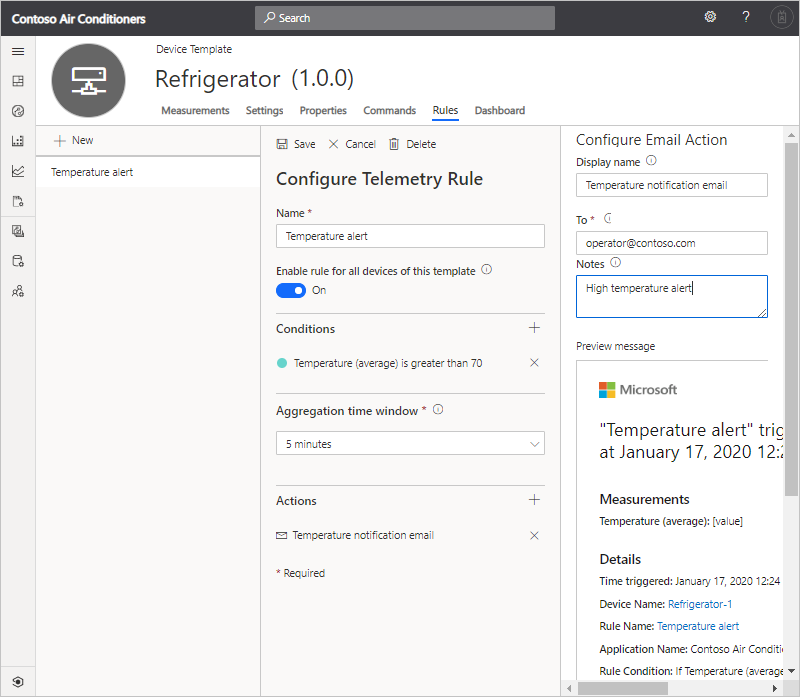 Contoso Air Conditioners
Search
?
Device Template
Refrigerator (1.0.0)
Measurements Settings Properties Commands Rules Dashboard
New
Temperature alert
Save Cancel Delete
Configure Telemetry Rule
Name *
Temperature alert
Enable rule for all devices of this template
On
Conditions
Temperature (average) is greater than 70
Aggregation time window *
5 minutes
Actions
Temperature notification email
* Required
Configure Email Action
Display name
Temperature notification email
To *
operator@contoso.com
Notes
High temperature alert
Preview message
Microsoft
"Temperature alert" trig
at January 17, 2020 12:2
Measurements
Temperature (average): [value]
Details
Time triggered: January 17, 2020 12:24
Device Name: Refrigerator-1
Rule Name: Temperature alert
Application Name: Contoso Air Conditi
Rule Condition: If Temperature (average